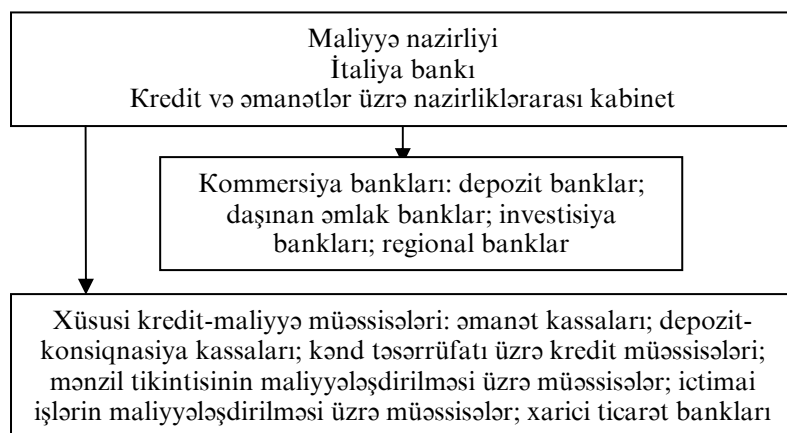 Maliyyə nazirliyi
İtaliya bankı
Kredit və əmanətlər üzrə nazirliklərarası kabinet
Kommersiya bankları: depozit banklar;
daşınan əmlak banklar; investisiya
bankları; regional banklar
Xüsusi kredit-maliyyə müəssisələri: əmanət kassaları; depozit-
konsiqnasiya kassaları; kənd təsərrüfatı üzrə kredit müəssisələri;
mənzil tikintisinin maliyyələşdirilməsi üzrə müəssisələr; ictimai
işlərin maliyyələşdirilməsi üzrə müəssisələr; xarici ticarət bankları